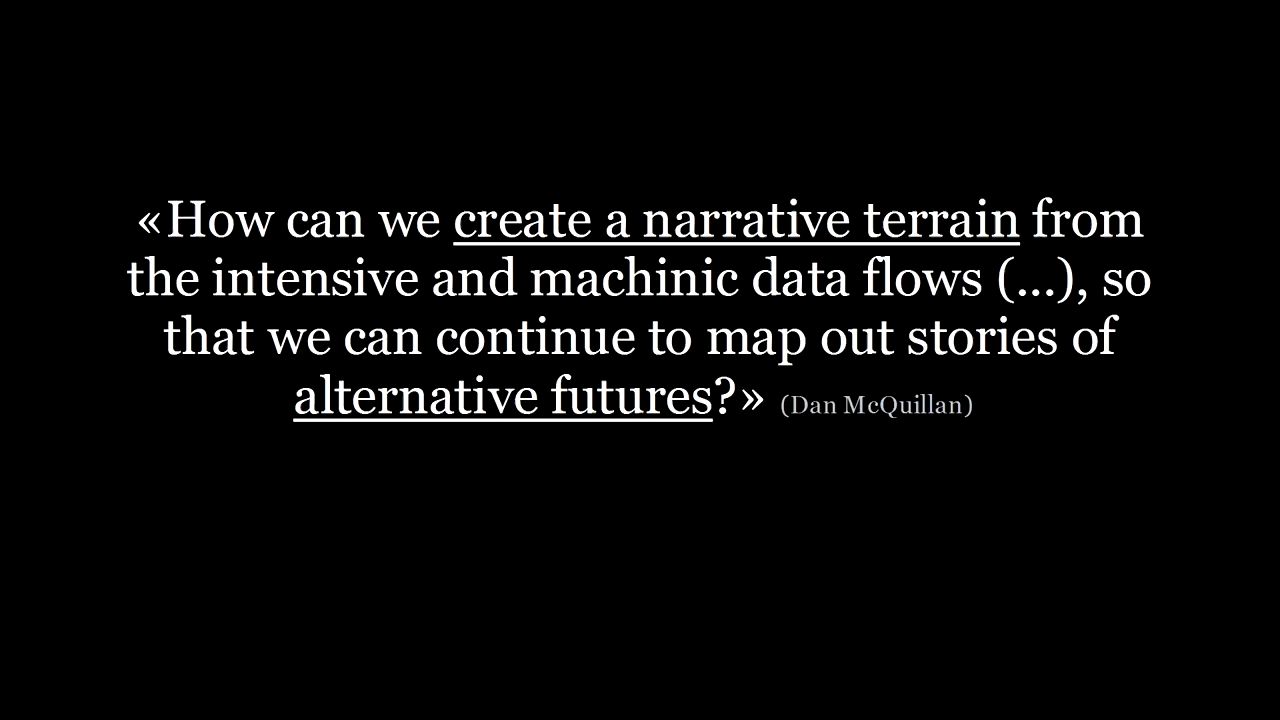 «How can we create a narrative terrain from
the intensive and machinic data flows (...), so
that we can continue to map out stories of
alternative futures?» (Dan McQuillan)